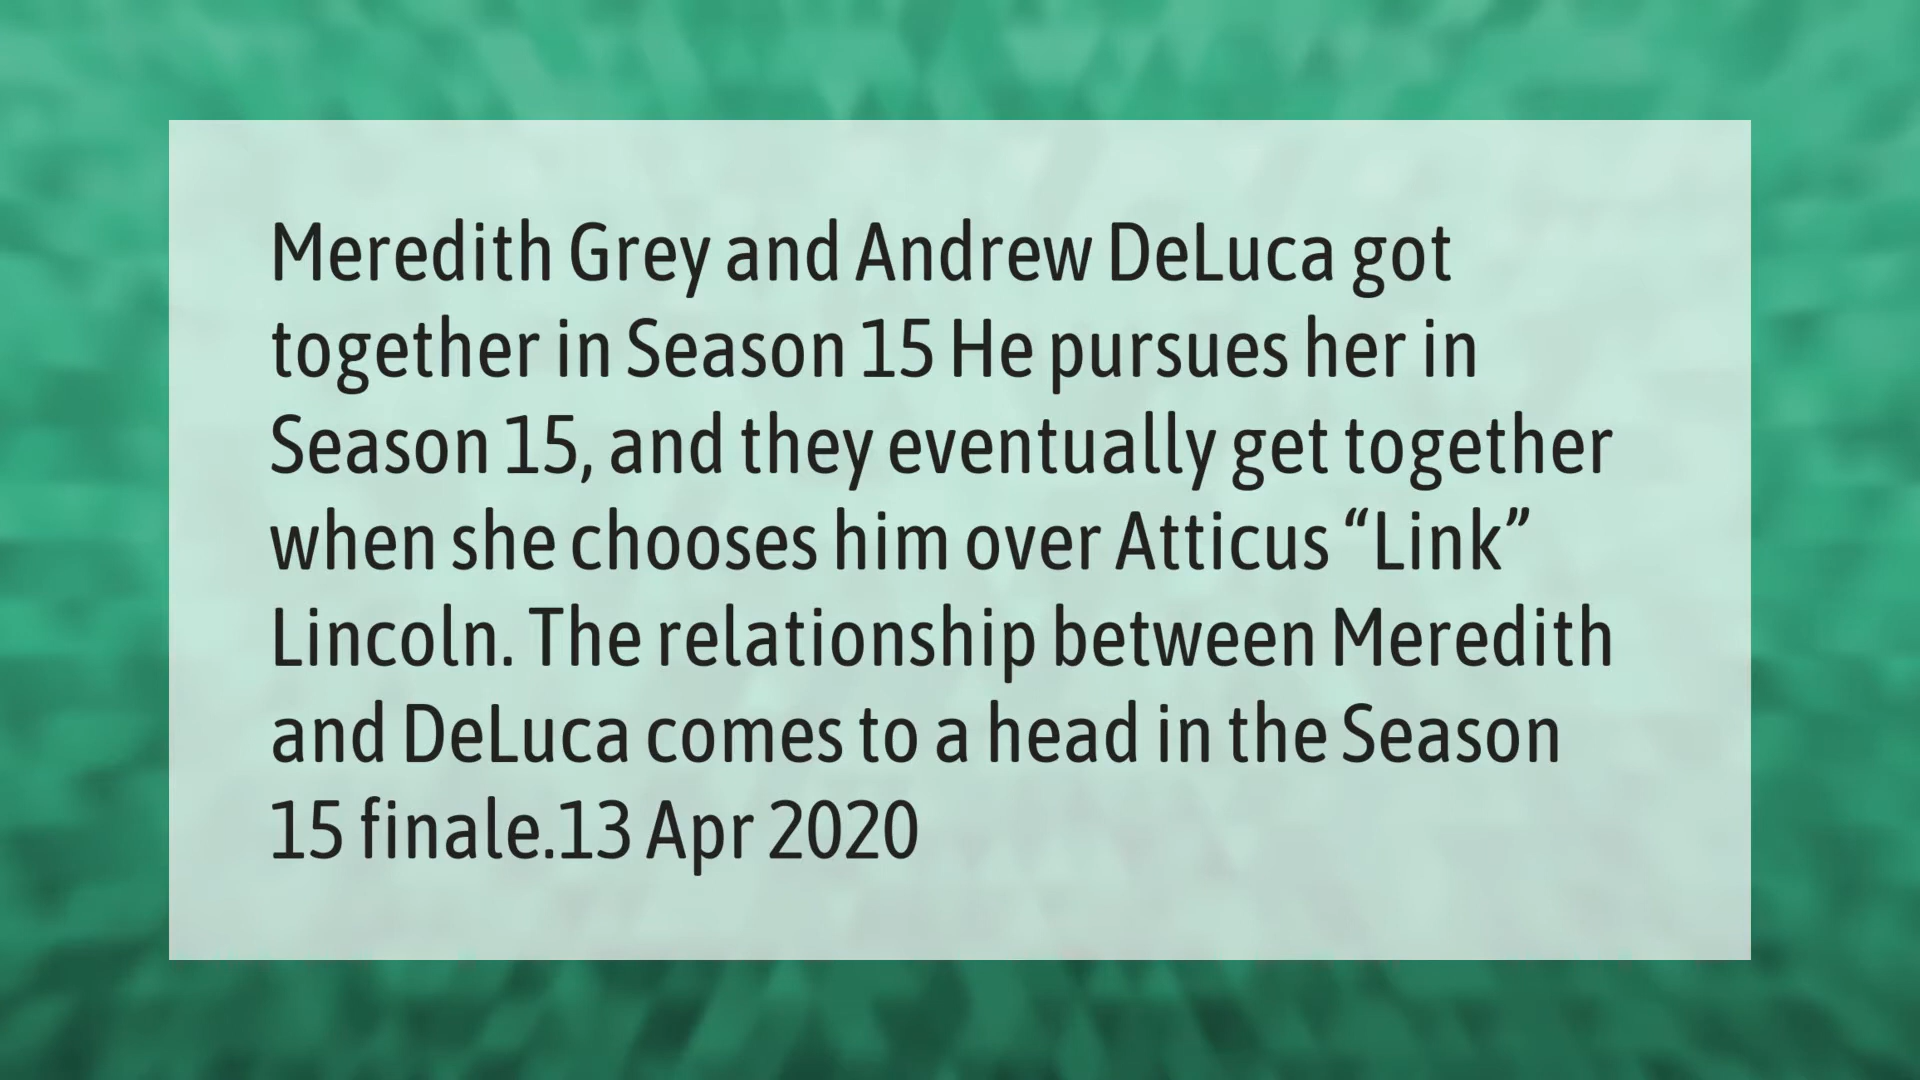 Meredith Grey and Andrew DeLuca got
together in Season 15 He pursues her in
Season 15, and they eventually get together
when she chooses him over Atticus “Link”
Lincoln. The relationship between Meredith
and DeLuca comes to a head in the Season
15 finale.13 Apr 2020